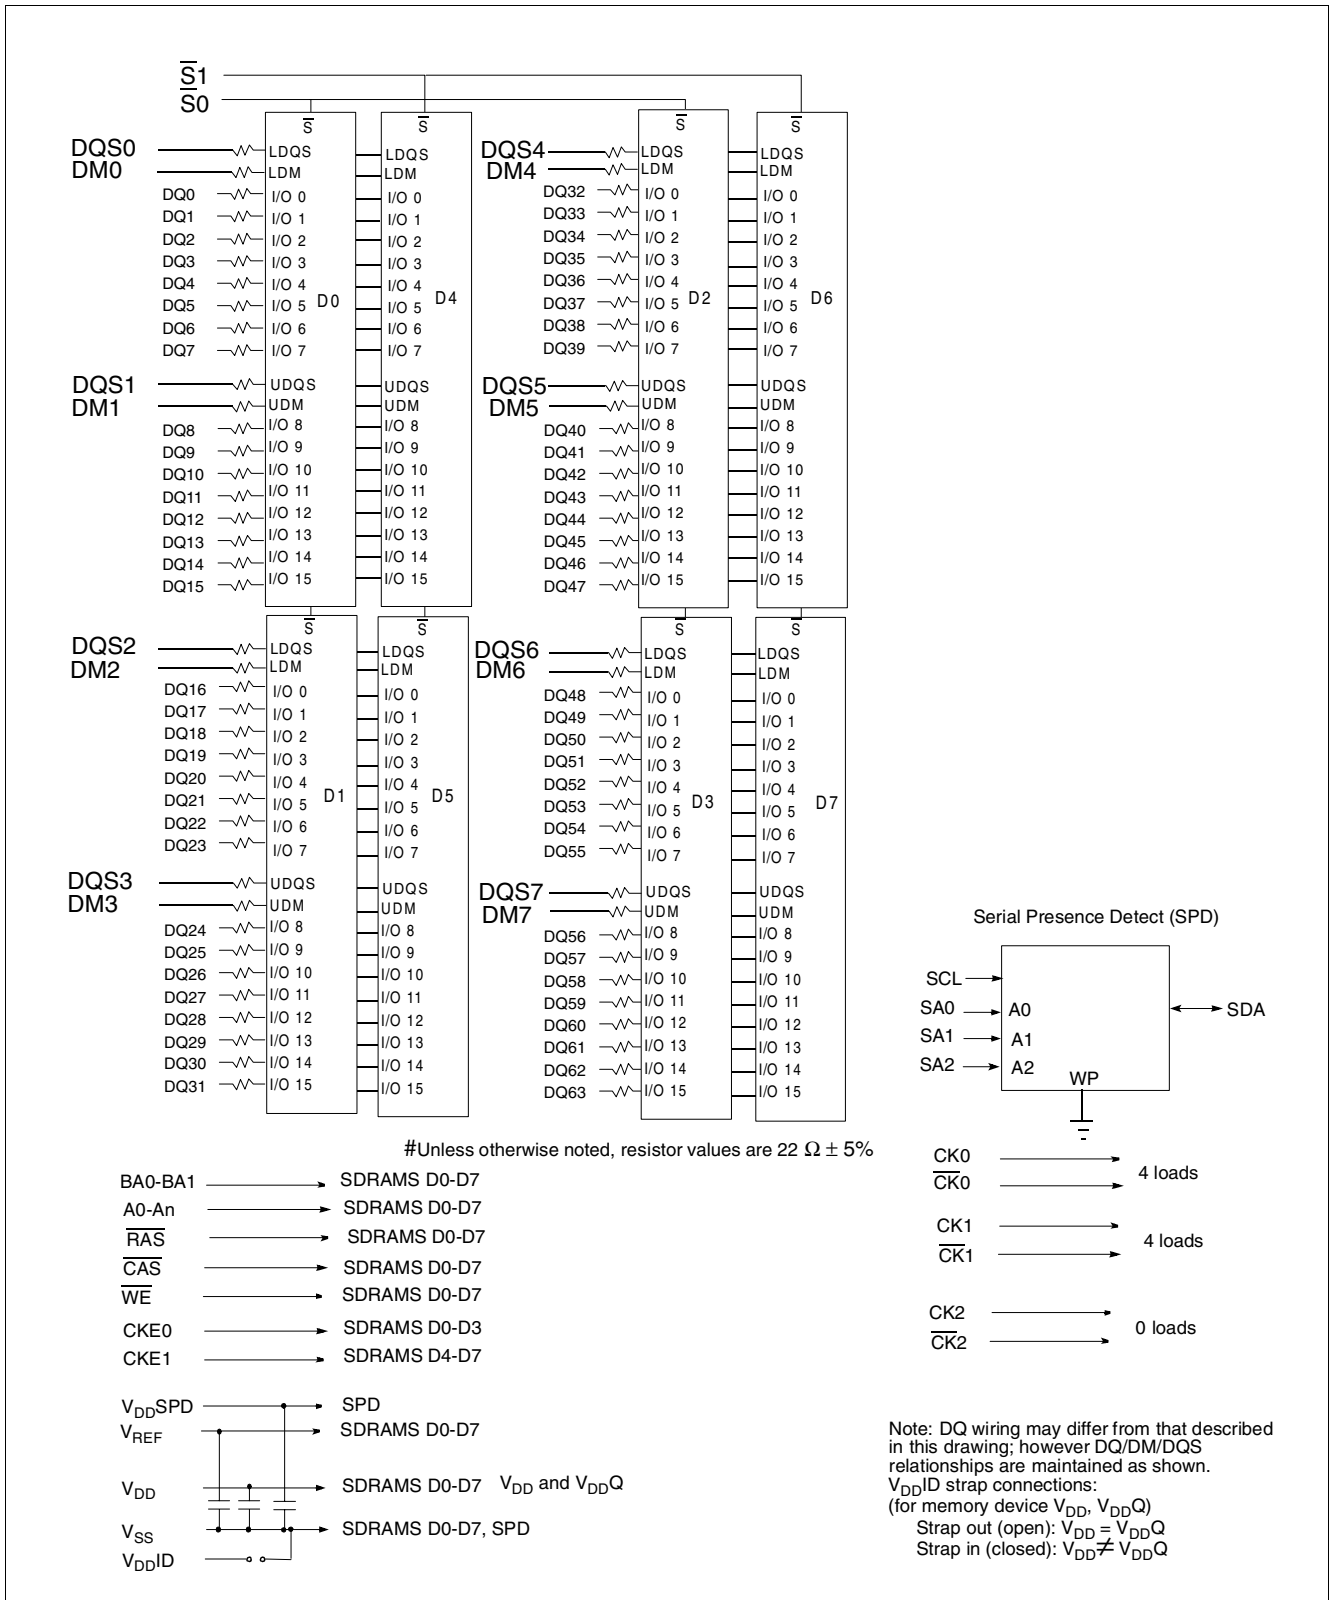 S̅1
S̅0
S̅ S̅ S̅
DQS0 LDQS LDQS DQS4 LDQS LDQS
DM0 LDM LDM DM4 LDM LDM
DQ0 I/O 0 I/O 0 DQ32 I/O 0 I/O 0
DQ1 I/O 1 I/O 1 DQ33 I/O 1 I/O 1
DQ2 I/O 2 I/O 2 DQ34 I/O 2 I/O 2
DQ3 I/O 3 I/O 3 DQ35 I/O 3 I/O 3
DQ4 I/O 4 I/O 4 DQ36 I/O 4 I/O 4
DQ5 I/O 5 D0 I/O 5 D4 DQ37 I/O 5 D2 I/O 5 D6
DQ6 I/O 6 I/O 6 DQ38 I/O 6 I/O 6
DQ7 I/O 7 I/O 7 DQ39 I/O 7 I/O 7
DQS1 UDQS UDQS DQS5 UDQS UDQS
DM1 UDM UDM DM5 UDM UDM
DQ8 I/O 8 I/O 8 DQ40 I/O 8 I/O 8
DQ9 I/O 9 I/O 9 DQ41 I/O 9 I/O 9
DQ10 I/O 10 I/O 10 DQ42 I/O 10 I/O 10
DQ11 I/O 11 I/O 11 DQ43 I/O 11 I/O 11
DQ12 I/O 12 I/O 12 DQ44 I/O 12 I/O 12
DQ13 I/O 13 I/O 13 DQ45 I/O 13 I/O 13
DQ14 I/O 14 I/O 14 DQ46 I/O 14 I/O 14
DQ15 I/O 15 I/O 15 DQ47 I/O 15 I/O 15
S̅ S̅ S̅ S̅
DQS2 LDQS LDQS DQS6 LDQS LDQS
DM2 LDM LDM DM6 LDM LDM
DQ16 I/O 0 I/O 0 DQ48 I/O 0 I/O 0
DQ17 I/O 1 I/O 1 DQ49 I/O 1 I/O 1
DQ18 I/O 2 I/O 2 DQ50 I/O 2 I/O 2
DQ19 I/O 3 I/O 3 DQ51 I/O 3 I/O 3
DQ20 I/O 4 I/O 4 DQ52 I/O 4 I/O 4
DQ21 I/O 5 D1 I/O 5 D5 DQ53 I/O 5 D3 I/O 5 D7
DQ22 I/O 6 I/O 6 DQ54 I/O 6 I/O 6
DQ23 I/O 7 I/O 7 DQ55 I/O 7 I/O 7
DQS3 UDQS UDQS DQS7 UDQS UDQS
DM3 UDM UDM DM7 UDM UDM
DQ24 I/O 8 I/O 8 DQ56 I/O 8 I/O 8
DQ25 I/O 9 I/O 9 DQ57 I/O 9 I/O 9
DQ26 I/O 10 I/O 10 DQ58 I/O 10 I/O 10
DQ27 I/O 11 I/O 11 DQ59 I/O 11 I/O 11
DQ28 I/O 12 I/O 12 DQ60 I/O 12 I/O 12
DQ29 I/O 13 I/O 13 DQ61 I/O 13 I/O 13
DQ30 I/O 14 I/O 14 DQ62 I/O 14 I/O 14
DQ31 I/O 15 I/O 15 DQ63 I/O 15 I/O 15
Serial Presence Detect (SPD)
SCL
SA0 A0 SDA
SA1 A1
SA2 A2
WP
#Unless otherwise noted, resistor values are 22 Ω ± 5%
BA0-BA1 SDRAMS D0-D7
A0-An SDRAMS D0-D7
R̅A̅S̅ SDRAMS D0-D7
C̅A̅S̅ SDRAMS D0-D7
W̅E̅ SDRAMS D0-D7
CKE0 SDRAMS D0-D3
CKE1 SDRAMS D4-D7
CK0
C̅K̅0 4 loads
CK1
C̅K̅1 4 loads
CK2
C̅K̅2 0 loads
VDDSPD SPD
VREF SDRAMS D0-D7
VDD SDRAMS D0-D7 VDD and VDDQ
VSS SDRAMS D0-D7, SPD
VDDID
Note: DQ wiring may differ from that described
in this drawing; however DQ/DM/DQS
relationships are maintained as shown.
VDDID strap connections:
(for memory device VDD, VDDQ)
Strap out (open): VDD = VDDQ
Strap in (closed): VDD ≠ VDDQ